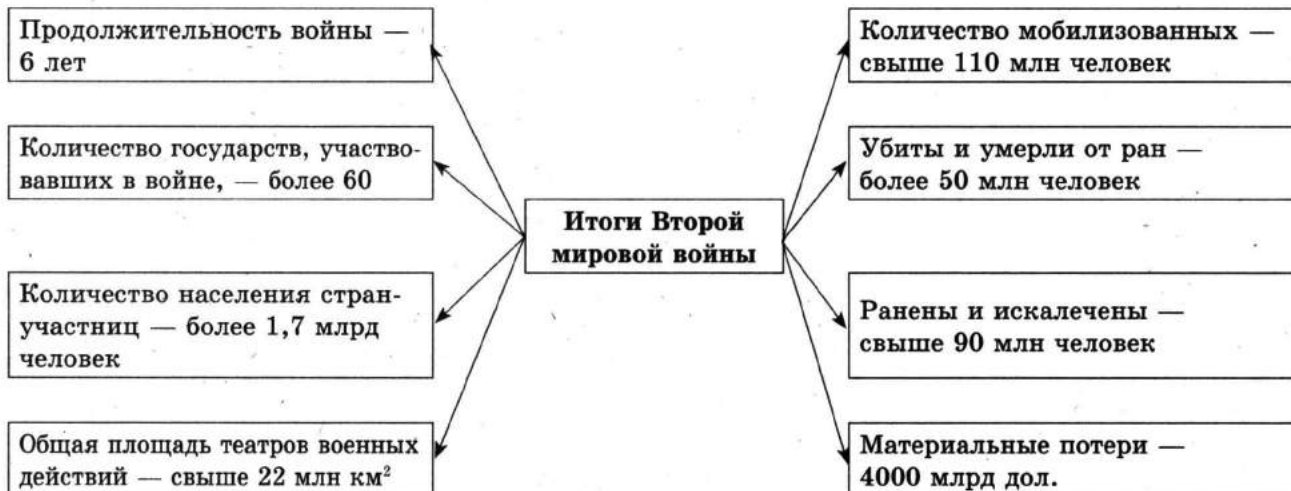 Продолжительность войны —
6 лет
Количество государств, участво-
вавших в войне, — более 60
Количество населения стран-
участниц — более 1,7 млрд
человек
Общая площадь театров военных
действий — свыше 22 млн км²
Итоги Второй
мировой войны
Количество мобилизованных —
свыше 110 млн человек
Убиты и умерли от ран —
более 50 млн человек
Ранены и искалечены —
свыше 90 млн человек
Материальные потери —
4000 млрд дол.